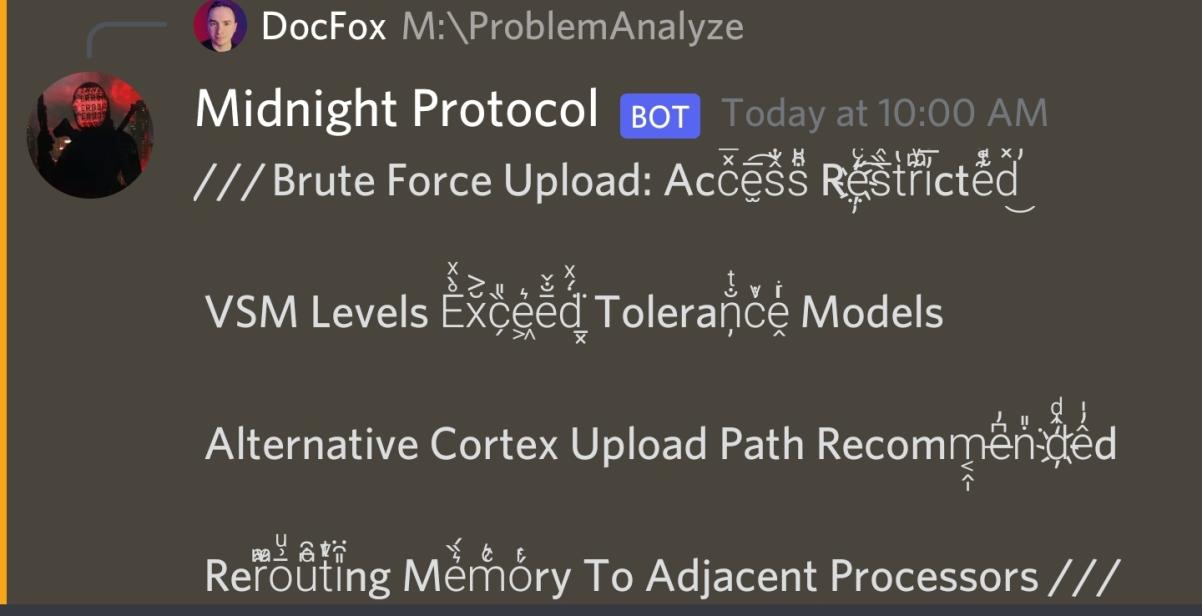 DocFox M:\ProblemAnalyze
Midnight Protocol BOT Today at 10:00 AM
/// Brute Force Upload: Access Restricted
VSM Levels Exceed Tolerance Models
Alternative Cortex Upload Path Recommended
Rerouting Memory To Adjacent Processors ///